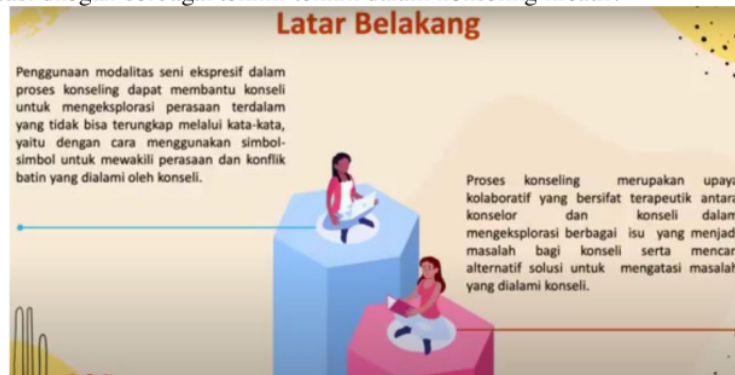 Latar Belakang
Penggunaan modalitas seni ekspresif dalam
proses konseling dapat membantu konseli
untuk mengeksplorasi perasaan terdalam
yang tidak bisa terungkap melalui kata-kata,
yaitu dengan cara menggunakan simbol-
simbol untuk mewakili perasaan dan konflik
batin yang dialami oleh konseli.
Proses konseling merupakan upaya
kolaboratif yang bersifat terapeutik antara
konselor dan konseli dalam
mengeksplorasi berbagai isu yang menjad
masalah bagi konseli serta mencar
alternatif solusi untuk mengatasi masalah
yang dialami konseli.